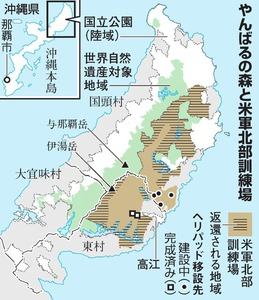 やんばるの森と米軍北部訓練場
沖縄県
那覇市
沖縄本島
国立公園
(陸域)
世界自然
遺産対象
地域
国頭村
与那覇岳
伊湯岳
大宜味村
東村
高江
米軍北部
訓練場
返還される地域
ヘリパッド移設先
建設中(●)
完成済み(◘)